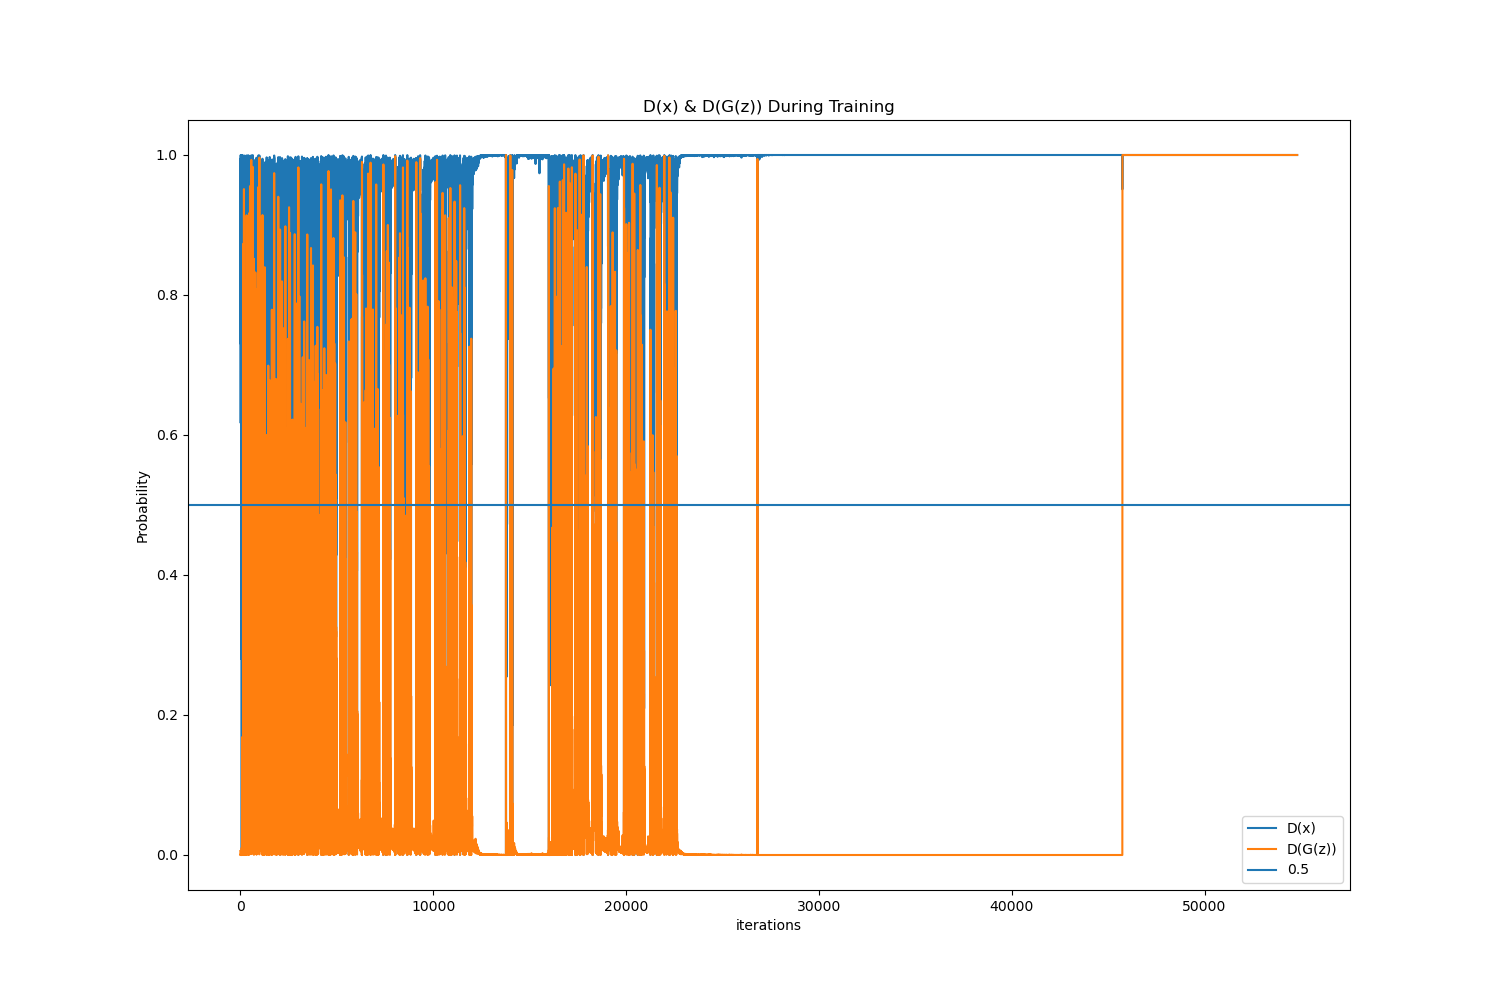 D(x) & D(G(z)) During Training
1.0
0.8
0.6
0.4
0.2
0.0
Probability
0
10000
20000
30000
40000
50000
iterations
D(x)
D(G(z))
0.5